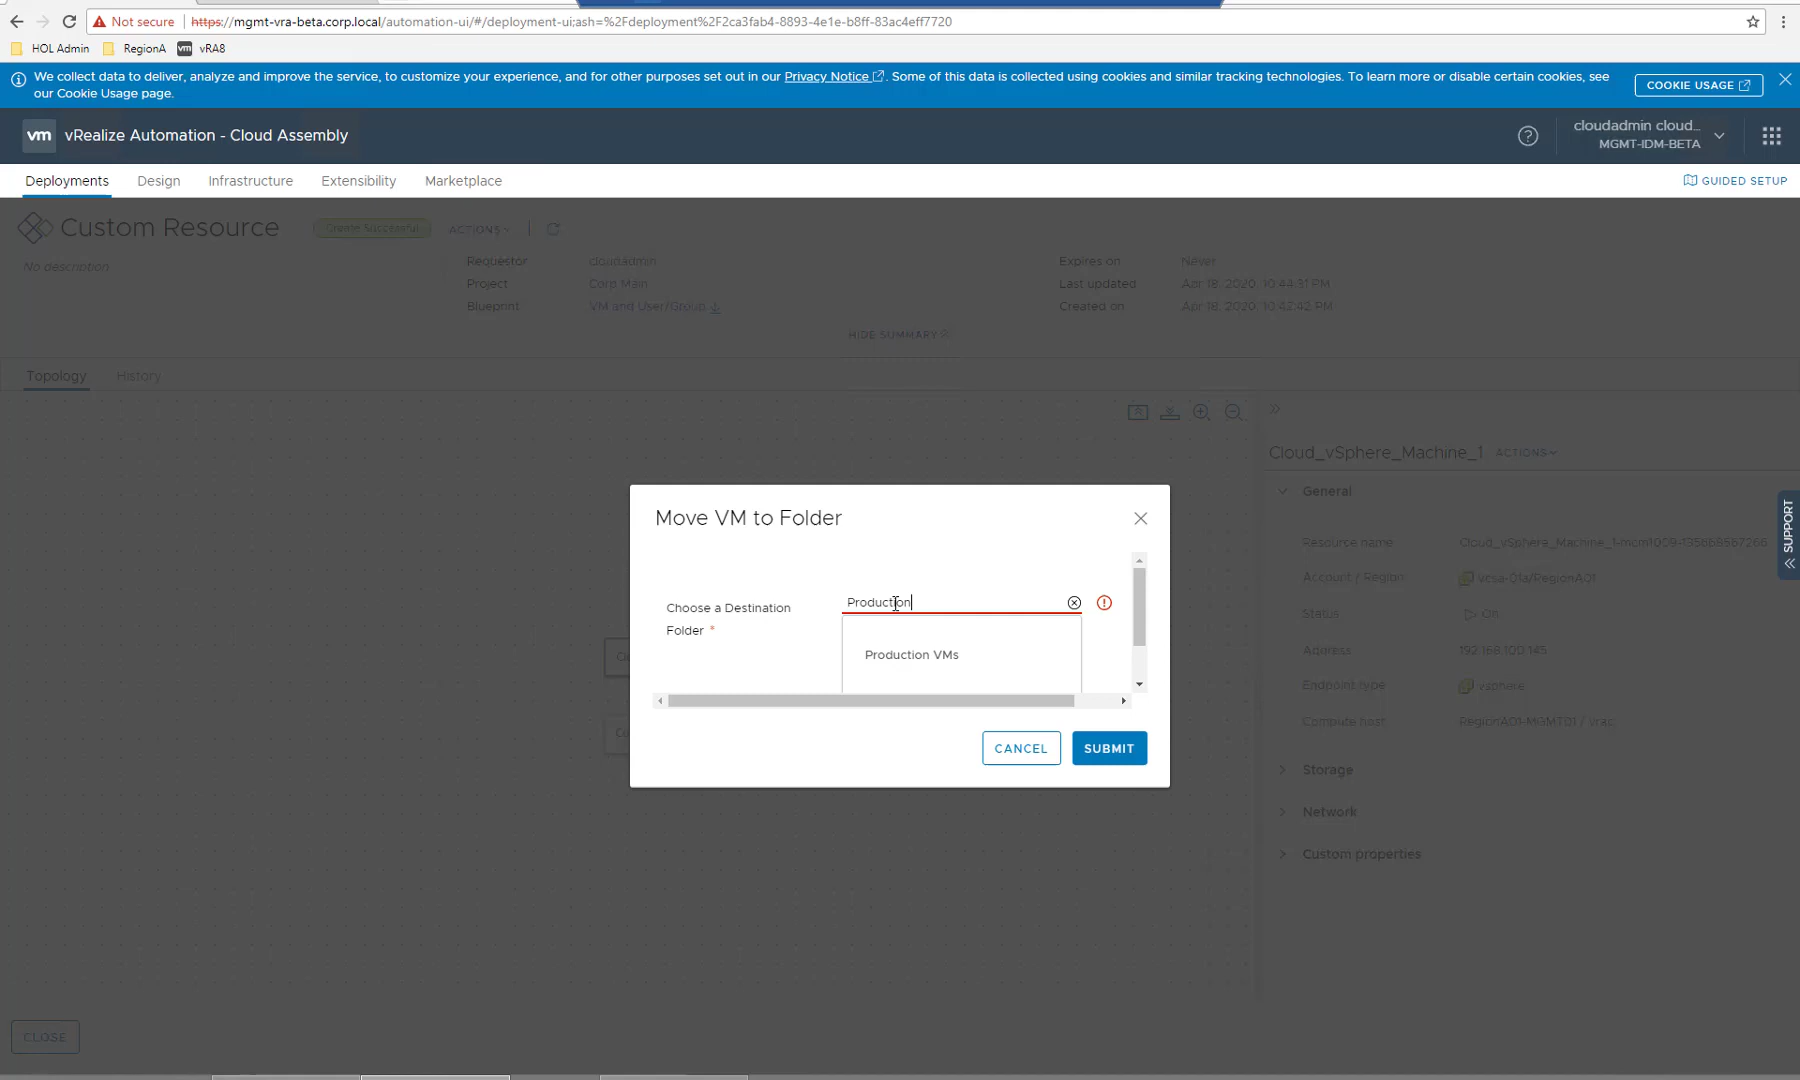 Not secure https://mgmt-vra-beta.corp.local/automation-ui/#/deployment-ui;ash=%2Fdeployment%2F2ca3fab4-8893-4e1e-b8ff-83ac4eff7720
HOL Admin RegionA vm vRA8
We collect data to deliver, analyze and improve the service, to customize your experience, and for other purposes set out in our Privacy Notice. Some of this data is collected using cookies and similar tracking technologies. To learn more or disable certain cookies, see
our Cookie Usage page.
COOKIE USAGE
vm vRealize Automation - Cloud Assembly
cloudadmin cloud...
MGMT-IDM-BETA
Deployments Design Infrastructure Extensibility Marketplace GUIDED SETUP
Custom Resource Create Successful ACTIONS
No description
Requestor cloudadmin Expires on Never
Project Corp Main Last updated Apr 18, 2020, 10:44:31 PM
Blueprint VM and User/Group Created on Apr 18, 2020, 10:42:42 PM
HIDE SUMMARY
Topology History
Cloud_vSphere_Machine_1 ACTIONS
General
Resource name
Account / Region vcsa-01a/RegionA01
Status On
Address 192.168.100.145
Endpoint type vsphere
Compute host RegionA01-MGMT01 / vrac
Storage
Network
Custom properties
SUPPORT
Move VM to Folder
Choose a Destination
Folder *
Production
Production VMs
CANCEL SUBMIT
CLOSE